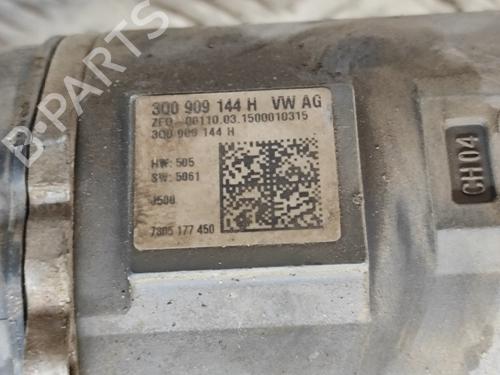 3Q0 909 144 H VW AG
ZFO 00110.03.1500010315
3Q0 909 144 H
HW: 505
SW: 5061
J500
7805 177 450
CH04
B-PARTS